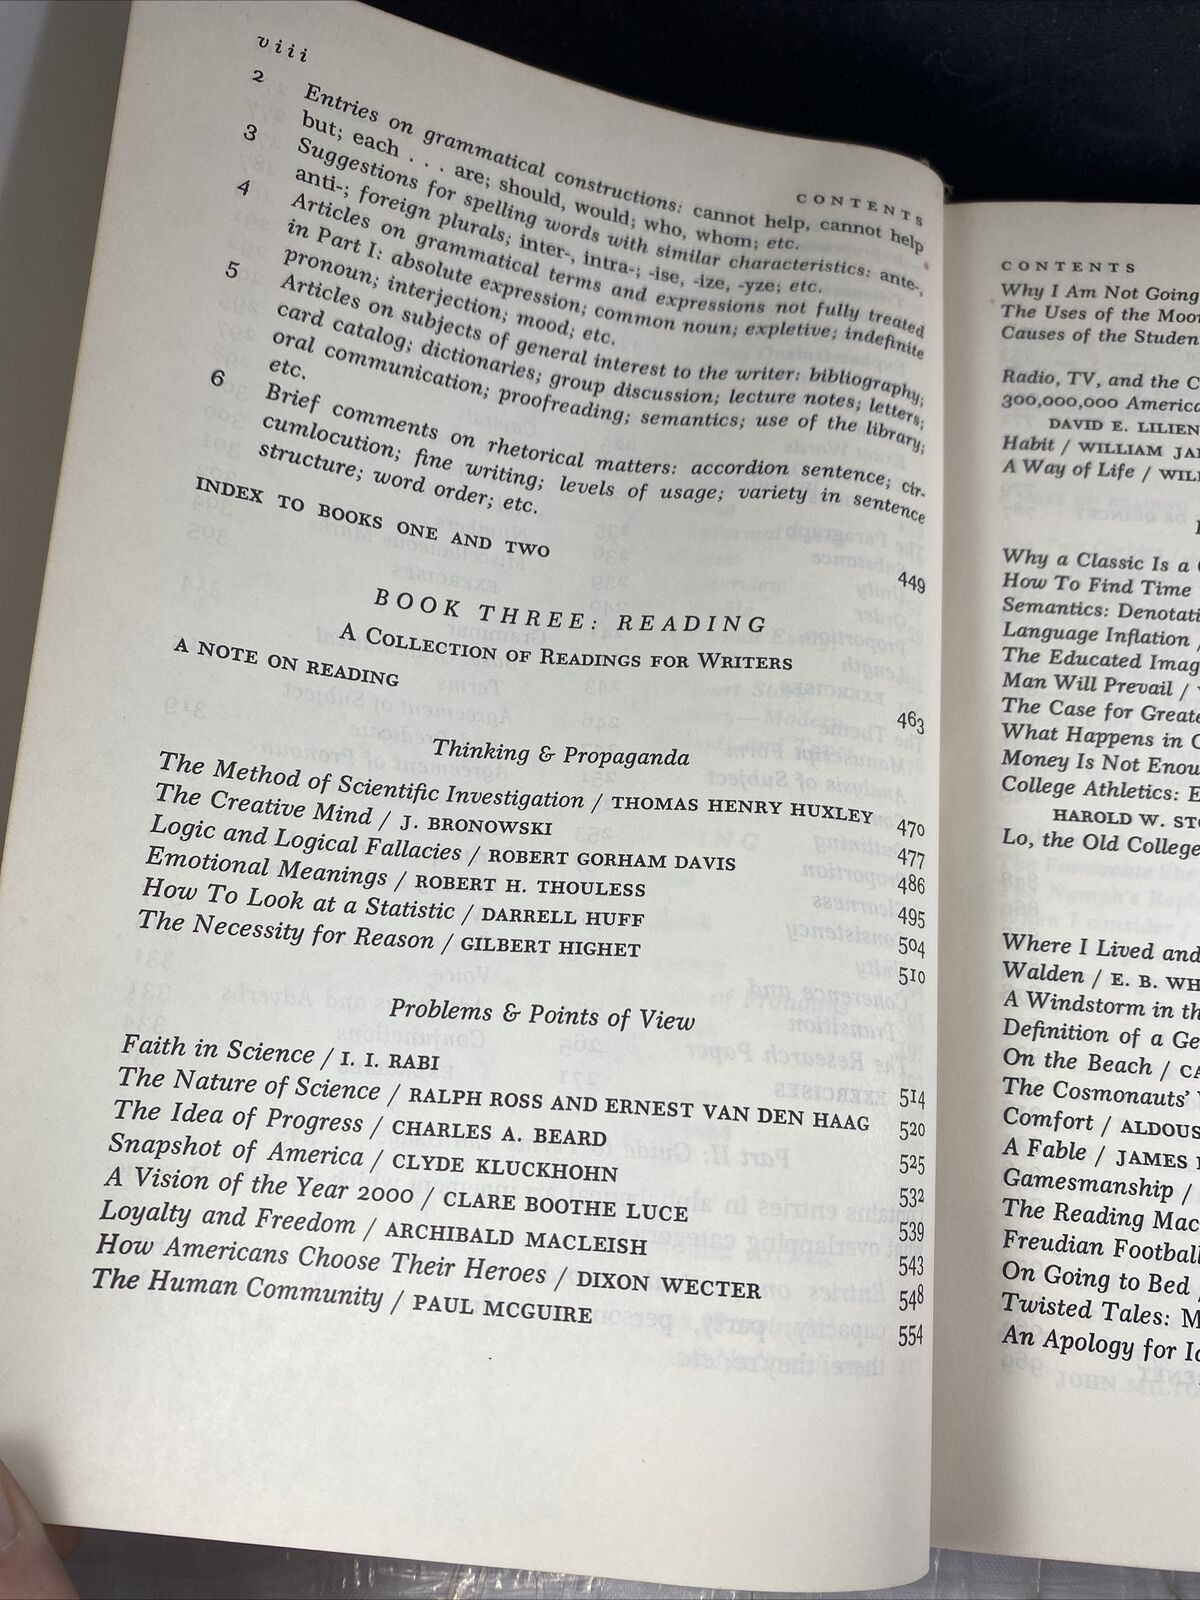 viii
CONTENTS
2 Entries on grammatical constructions: cannot help, cannot help
but; each . . . are; should, would; who, whom; etc.
3 Suggestions for spelling words with similar characteristics: ante-,
anti-; foreign plurals; inter-, intra-; -ise, -ize, -yze; etc.
4 Articles on grammatical terms and expressions not fully treated
in Part I: absolute expression; common noun; expletive; indefinite
pronoun; interjection; mood; etc.
5 Articles on subjects of general interest to the writer: bibliography;
card catalog; dictionaries; group discussion; lecture notes; letters;
oral communication; proofreading; semantics; use of the library;
etc.
6 Brief comments on rhetorical matters: accordion sentence; cir-
cumlocution; fine writing; levels of usage; variety in sentence
structure; word order; etc.
INDEX TO BOOKS ONE AND TWO 449
BOOK THREE: READING
A COLLECTION OF READINGS FOR WRITERS
A NOTE ON READING 463
Thinking & Propaganda
The Method of Scientific Investigation / THOMAS HENRY HUXLEY 470
The Creative Mind / J. BRONOWSKI 477
Logic and Logical Fallacies / ROBERT GORHAM DAVIS 486
Emotional Meanings / ROBERT H. THOULESS 495
How To Look at a Statistic / DARRELL HUFF 504
The Necessity for Reason / GILBERT HIGHET 510
Problems & Points of View
Faith in Science / I. I. RABI 514
The Nature of Science / RALPH ROSS AND ERNEST VAN DEN HAAG 520
The Idea of Progress / CHARLES A. BEARD 525
Snapshot of America / CLYDE KLUCKHOHN 532
A Vision of the Year 2000 / CLARE BOOTHE LUCE 539
Loyalty and Freedom / ARCHIBALD MACLEISH 543
How Americans Choose Their Heroes / DIXON WECTER 548
The Human Community / PAUL MCGUIRE 554
CONTENTS
Why I Am Not Going
The Uses of the Moo
Causes of the Studen
Radio, TV, and the C
300,000,000 America
DAVID E. LILIEN
Habit / WILLIAM JA
A Way of Life / WIL
Why a Classic Is a
How To Find Time
Semantics: Denotati
Language Inflation /
The Educated Imag
Man Will Prevail /
The Case for Greate
What Happens in C
Money Is Not Enou
College Athletics: E
HAROLD W. STO
Lo, the Old College
Where I Lived and
Walden / E. B. WH
A Windstorm in th
Definition of a Ge
On the Beach / CA
The Cosmonauts'
Comfort / ALDOUS
A Fable / JAMES
Gamesmanship /
The Reading Mac
Freudian Football
On Going to Bed
Twisted Tales: M
An Apology for Id